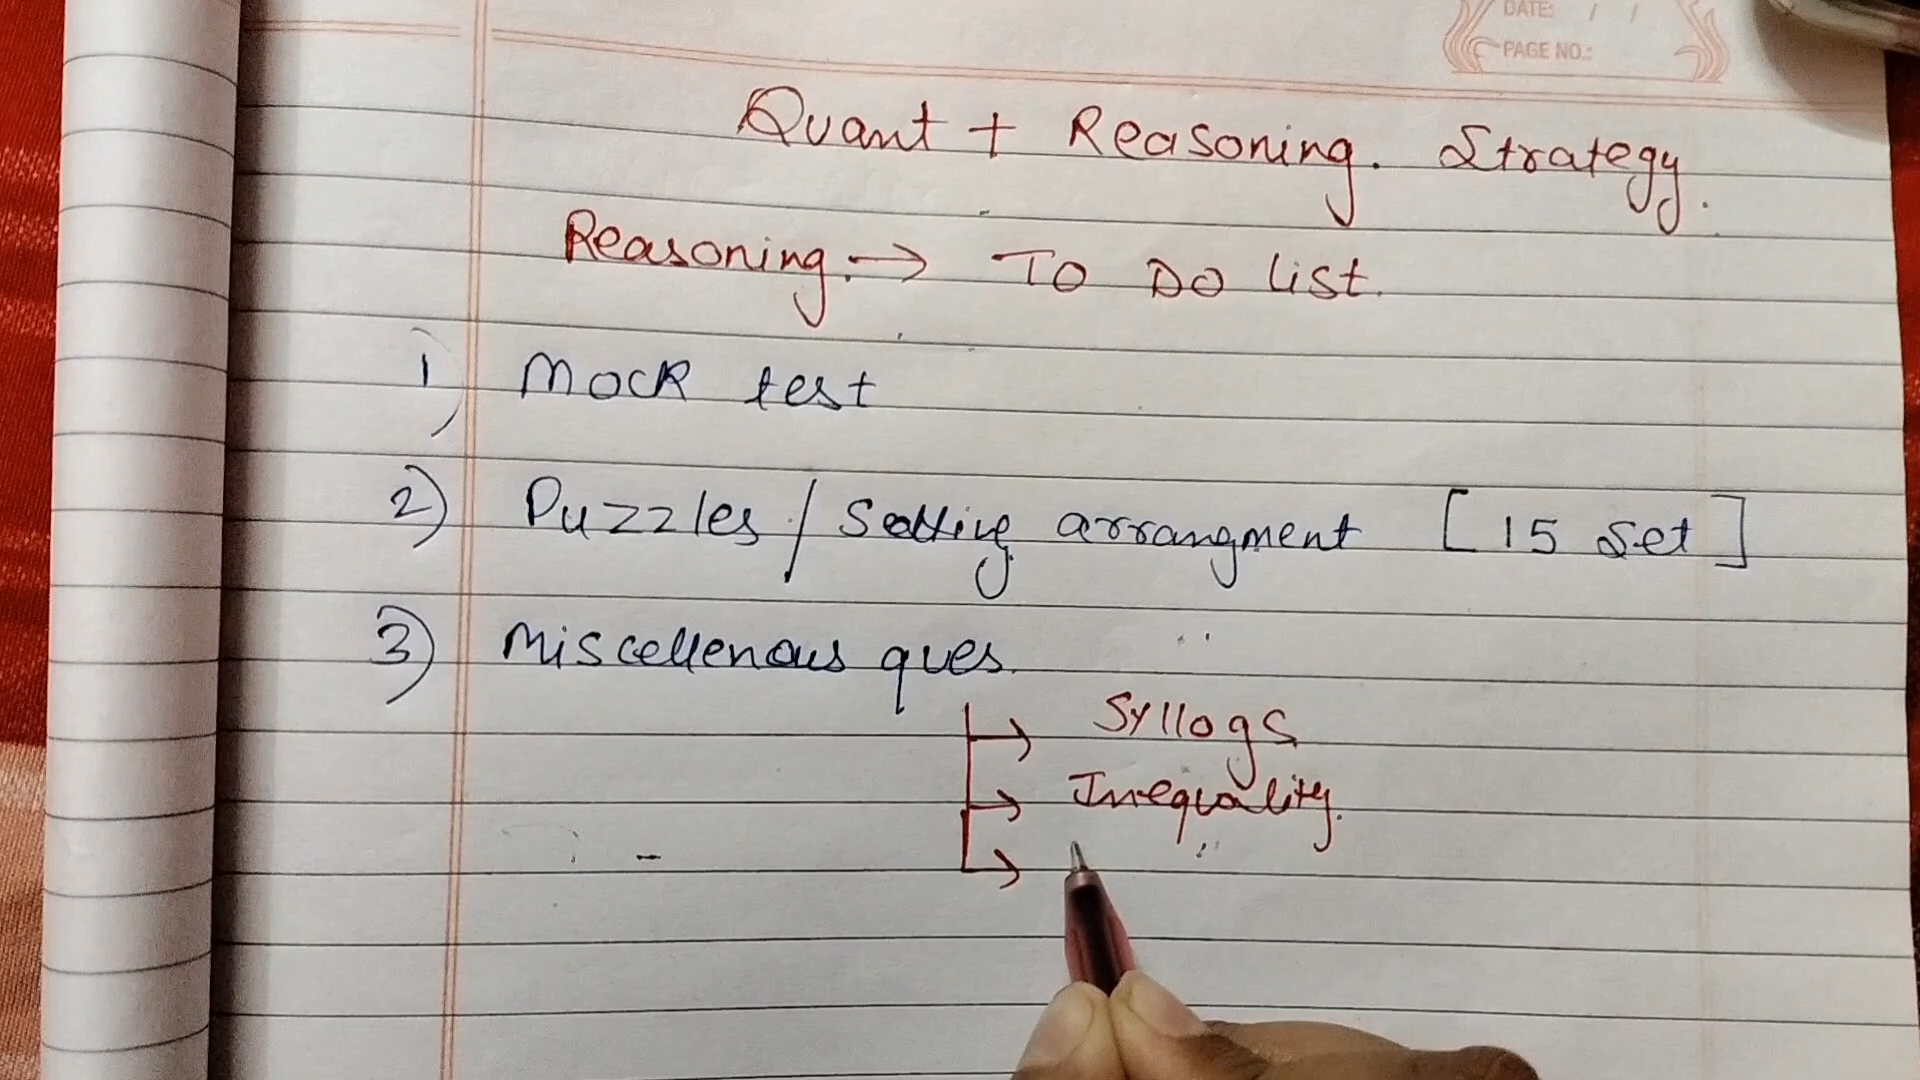 DATE: / /
PAGE NO.:
Quant + Reasoning. Strategy.
Reasoning. → To Do list.
1) Mock test
2) Puzzles / Seating arrangment [15 Set]
3) Miscellenous ques.
→ Syllogs
→ Inequality.
→